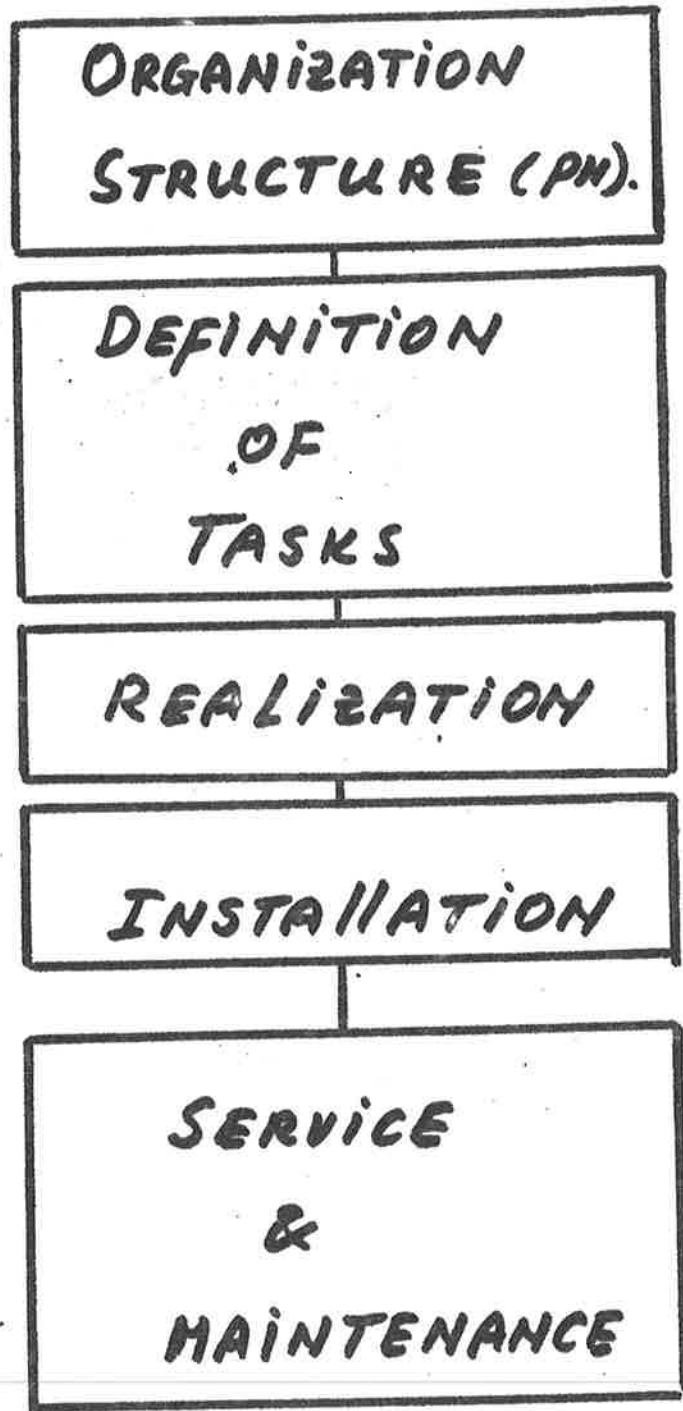 ORGANiZATiON
STRUCTURE (PM).
DEFiNiTiON
OF
TASKS
REALiZATiON
INSTAllATiON
SERViCE
&
MAiNTENANCE